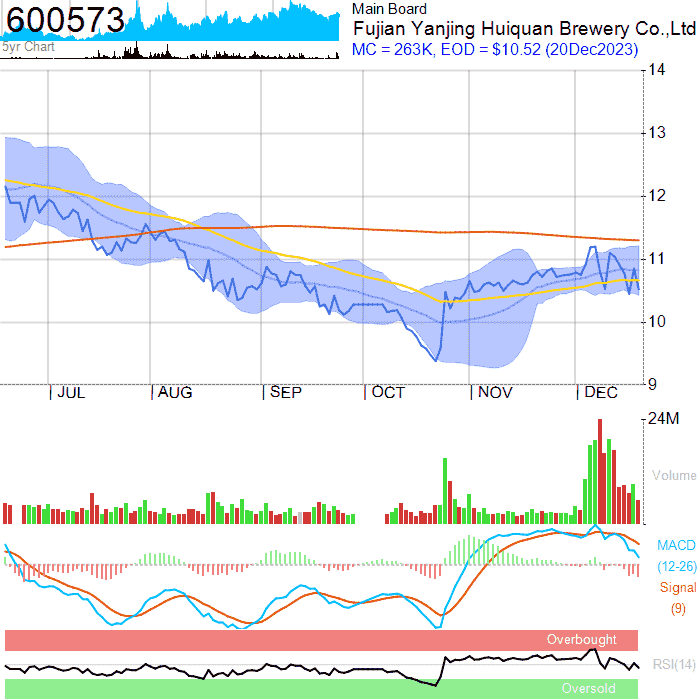 600573
5yr Chart
Main Board
Fujian Yanjing Huiquan Brewery Co.,Ltd
MC = 263K, EOD = $10.52 (20Dec2023)
14
13
12
11
10
9
JUL AUG SEP OCT NOV DEC
24M
Volume
MACD
(12-26)
Signal
(9)
Overbought
RSI(14)
Oversold